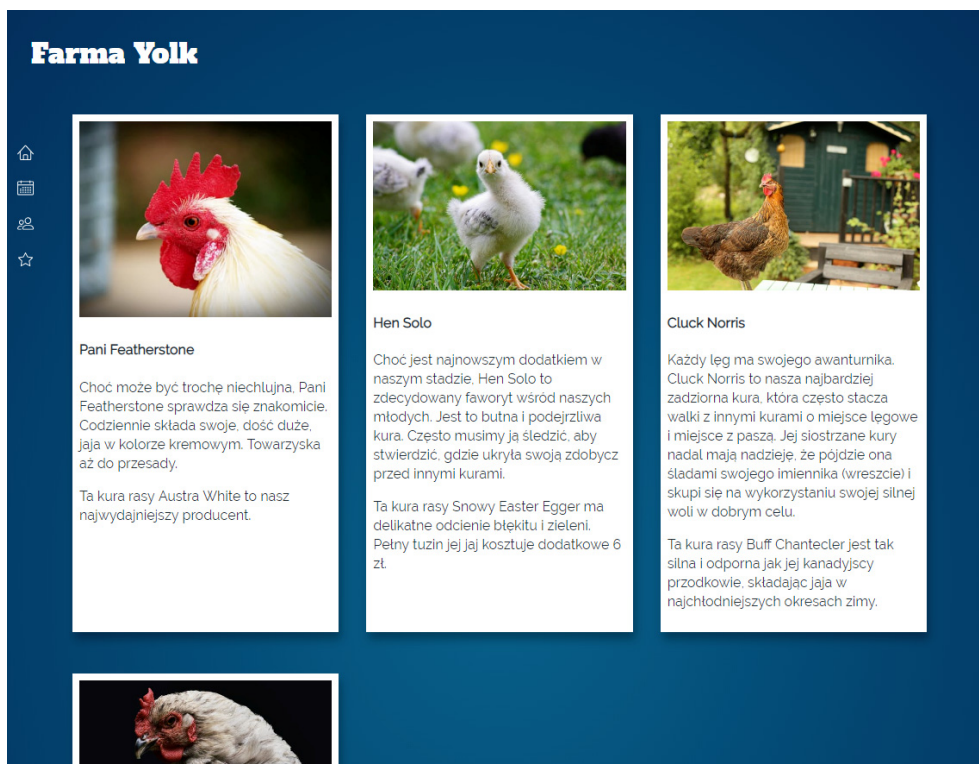 Farma Yolk
Pani Featherstone
Choć może być trochę niechlujna, Pani
Featherstone sprawdza się znakomicie.
Codziennie składa swoje, dość duże,
jaja w kolorze kremowym. Towarzyska
aż do przesady.
Ta kura rasy Austra White to nasz
najwydajniejszy producent.
Hen Solo
Choć jest najnowszym dodatkiem w
naszym stadzie, Hen Solo to
zdecydowany faworyt wśród naszych
młodych. Jest to butna i podejrzliwa
kura. Często musimy ją śledzić, aby
stwierdzić, gdzie ukryła swoją zdobycz
przed innymi kurami.
Ta kura rasy Snowy Easter Egger ma
delikatne odcienie błękitu i zieleni.
Pełny tuzin jej jaj kosztuje dodatkowe 6
zł.
Cluck Norris
Każdy lęg ma swojego awanturnika.
Cluck Norris to nasza najbardziej
zadziorna kura, która często stacza
walki z innymi kurami o miejsce lęgowe
i miejsce z paszą. Jej siostrzane kury
nadal mają nadzieję, że pójdzie ona
śladami swojego imiennika (wreszcie) i
skupi się na wykorzystaniu swojej silnej
woli w dobrym celu.
Ta kura rasy Buff Chantecler jest tak
silna i odporna jak jej kanadyjscy
przodkowie, składając jaja w
najchłodniejszych okresach zimy.